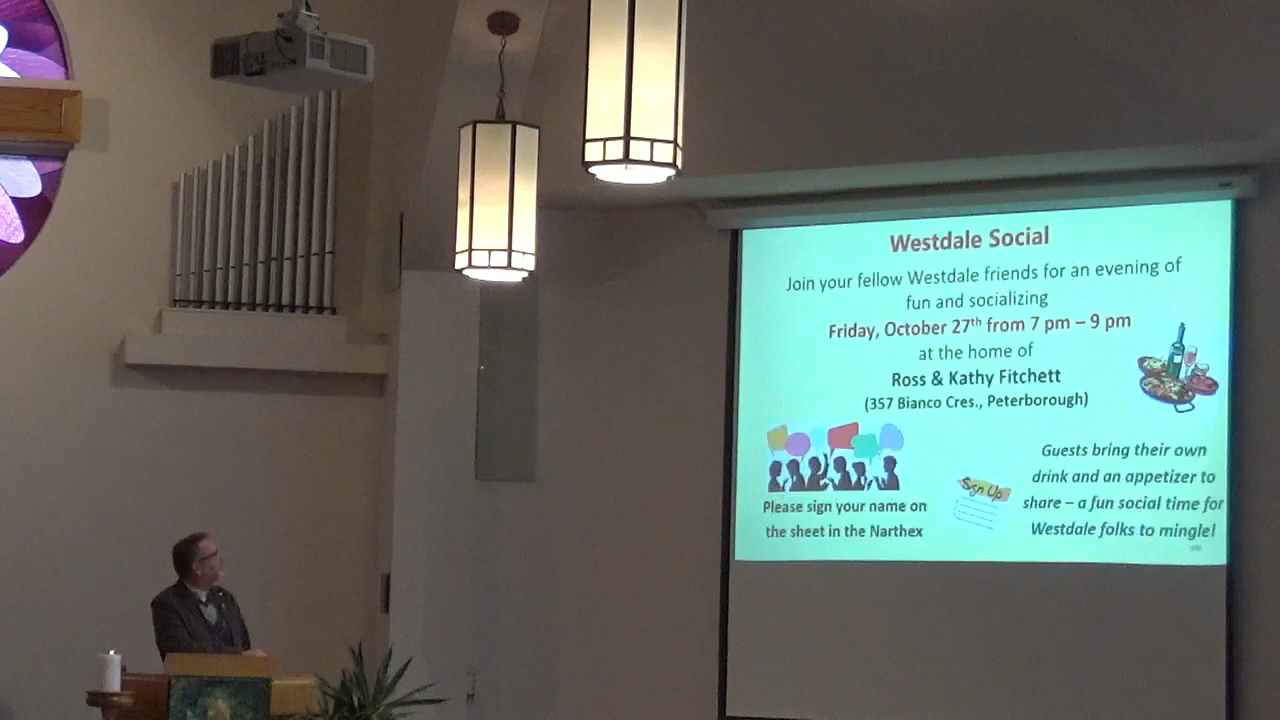 Westdale Social
Join your fellow Westdale friends for an evening of
fun and socializing
Friday, October 27th from 7 pm – 9 pm
at the home of
Ross & Kathy Fitchett
(357 Bianco Cres., Peterborough)
Please sign your name on
the sheet in the Narthex
Sign Up
Guests bring their own
drink and an appetizer to
share – a fun social time for
Westdale folks to mingle!